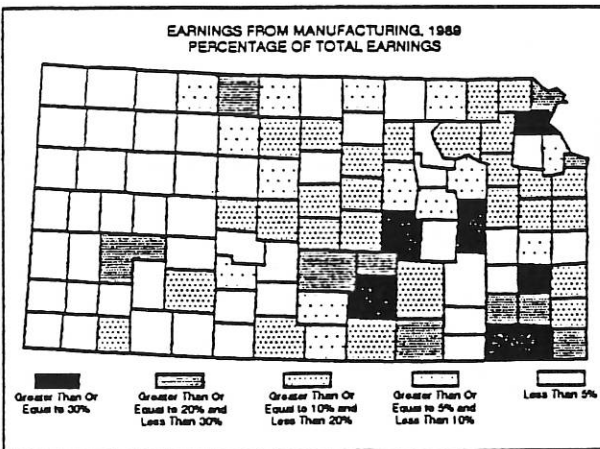 EARNINGS FROM MANUFACTURING, 1989
PERCENTAGE OF TOTAL EARNINGS
Greater Than Or
Equal to 30%
Greater Than Or
Equal to 20% and
Less Than 30%
Greater Than Or
Equal to 10% and
Less Than 20%
Greater Than Or
Equal to 5% and
Less Than 10%
Less Than 5%